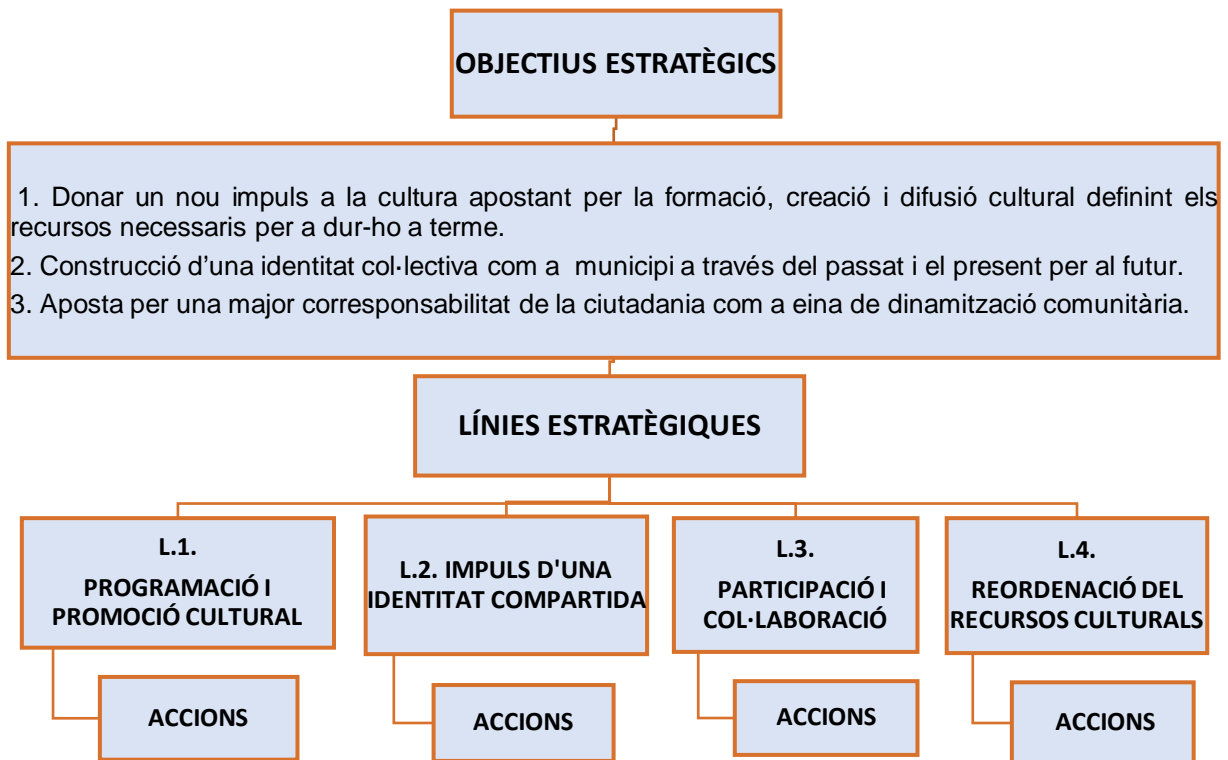 OBJECTIUS ESTRATÈGICS
1. Donar un nou impuls a la cultura apostant per la formació, creació i difusió cultural definint els
recursos necessaris per a dur-ho a terme.
2. Construcció d’una identitat col·lectiva com a municipi a través del passat i el present per al futur.
3. Aposta per una major corresponsabilitat de la ciutadania com a eina de dinamització comunitària.
LÍNIES ESTRATÈGIQUES
L.1.
PROGRAMACIÓ I
PROMOCIÓ CULTURAL
L.2. IMPULS D'UNA
IDENTITAT COMPARTIDA
L.3.
PARTICIPACIÓ I
COL·LABORACIÓ
L.4.
REORDENACIÓ DEL
RECURSOS CULTURALS
ACCIONS
ACCIONS
ACCIONS
ACCIONS